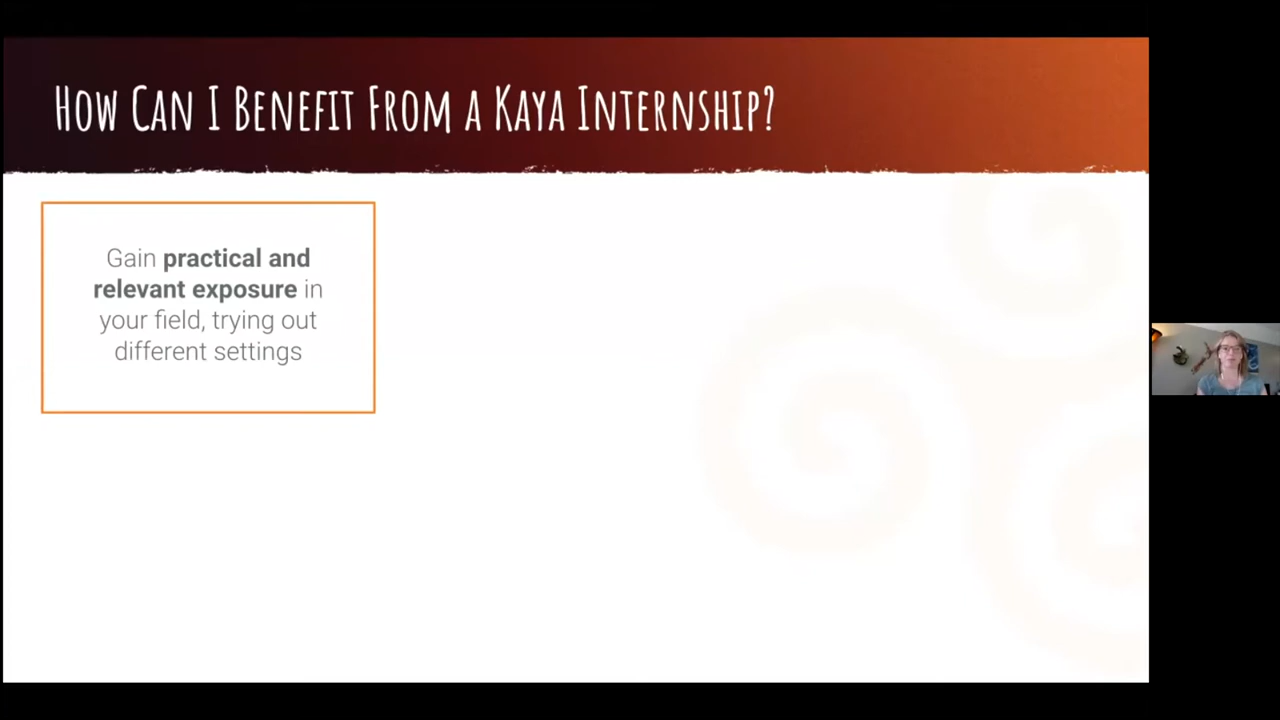 How Can I Benefit From a Kaya Internship?
Gain practical and
relevant exposure in
your field, trying out
different settings